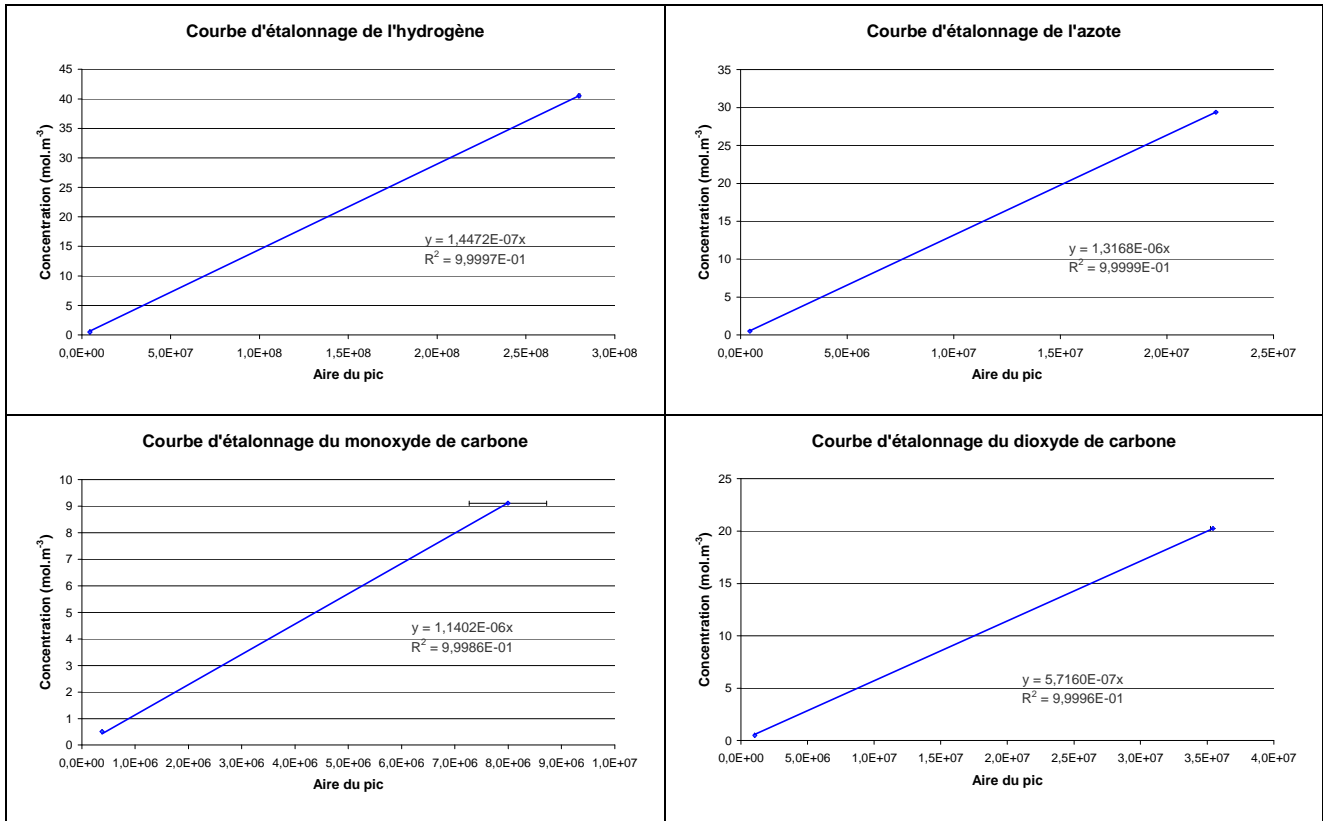 Courbe d'étalonnage de l'hydrogène
45
40
35
30
25
20
15
10
5
0
Concentration (mol.m⁻³)
y = 1,4472E-07x
R² = 9,9997E-01
0,0E+00 5,0E+07 1,0E+08 1,5E+08 2,0E+08 2,5E+08 3,0E+08
Aire du pic
Courbe d'étalonnage de l'azote
35
30
25
20
15
10
5
0
Concentration (mol.m⁻³)
y = 1,3168E-06x
R² = 9,9999E-01
0,0E+00 5,0E+06 1,0E+07 1,5E+07 2,0E+07 2,5E+07
Aire du pic
Courbe d'étalonnage du monoxyde de carbone
10
9
8
7
6
5
4
3
2
1
0
Concentration (mol.m⁻³)
y = 1,1402E-06x
R² = 9,9986E-01
0,0E+00 1,0E+06 2,0E+06 3,0E+06 4,0E+06 5,0E+06 6,0E+06 7,0E+06 8,0E+06 9,0E+06 1,0E+07
Aire du pic
Courbe d'étalonnage du dioxyde de carbone
25
20
15
10
5
0
Concentration (mol.m⁻³)
y = 5,7160E-07x
R² = 9,9996E-01
0,0E+00 5,0E+06 1,0E+07 1,5E+07 2,0E+07 2,5E+07 3,0E+07 3,5E+07 4,0E+07
Aire du pic